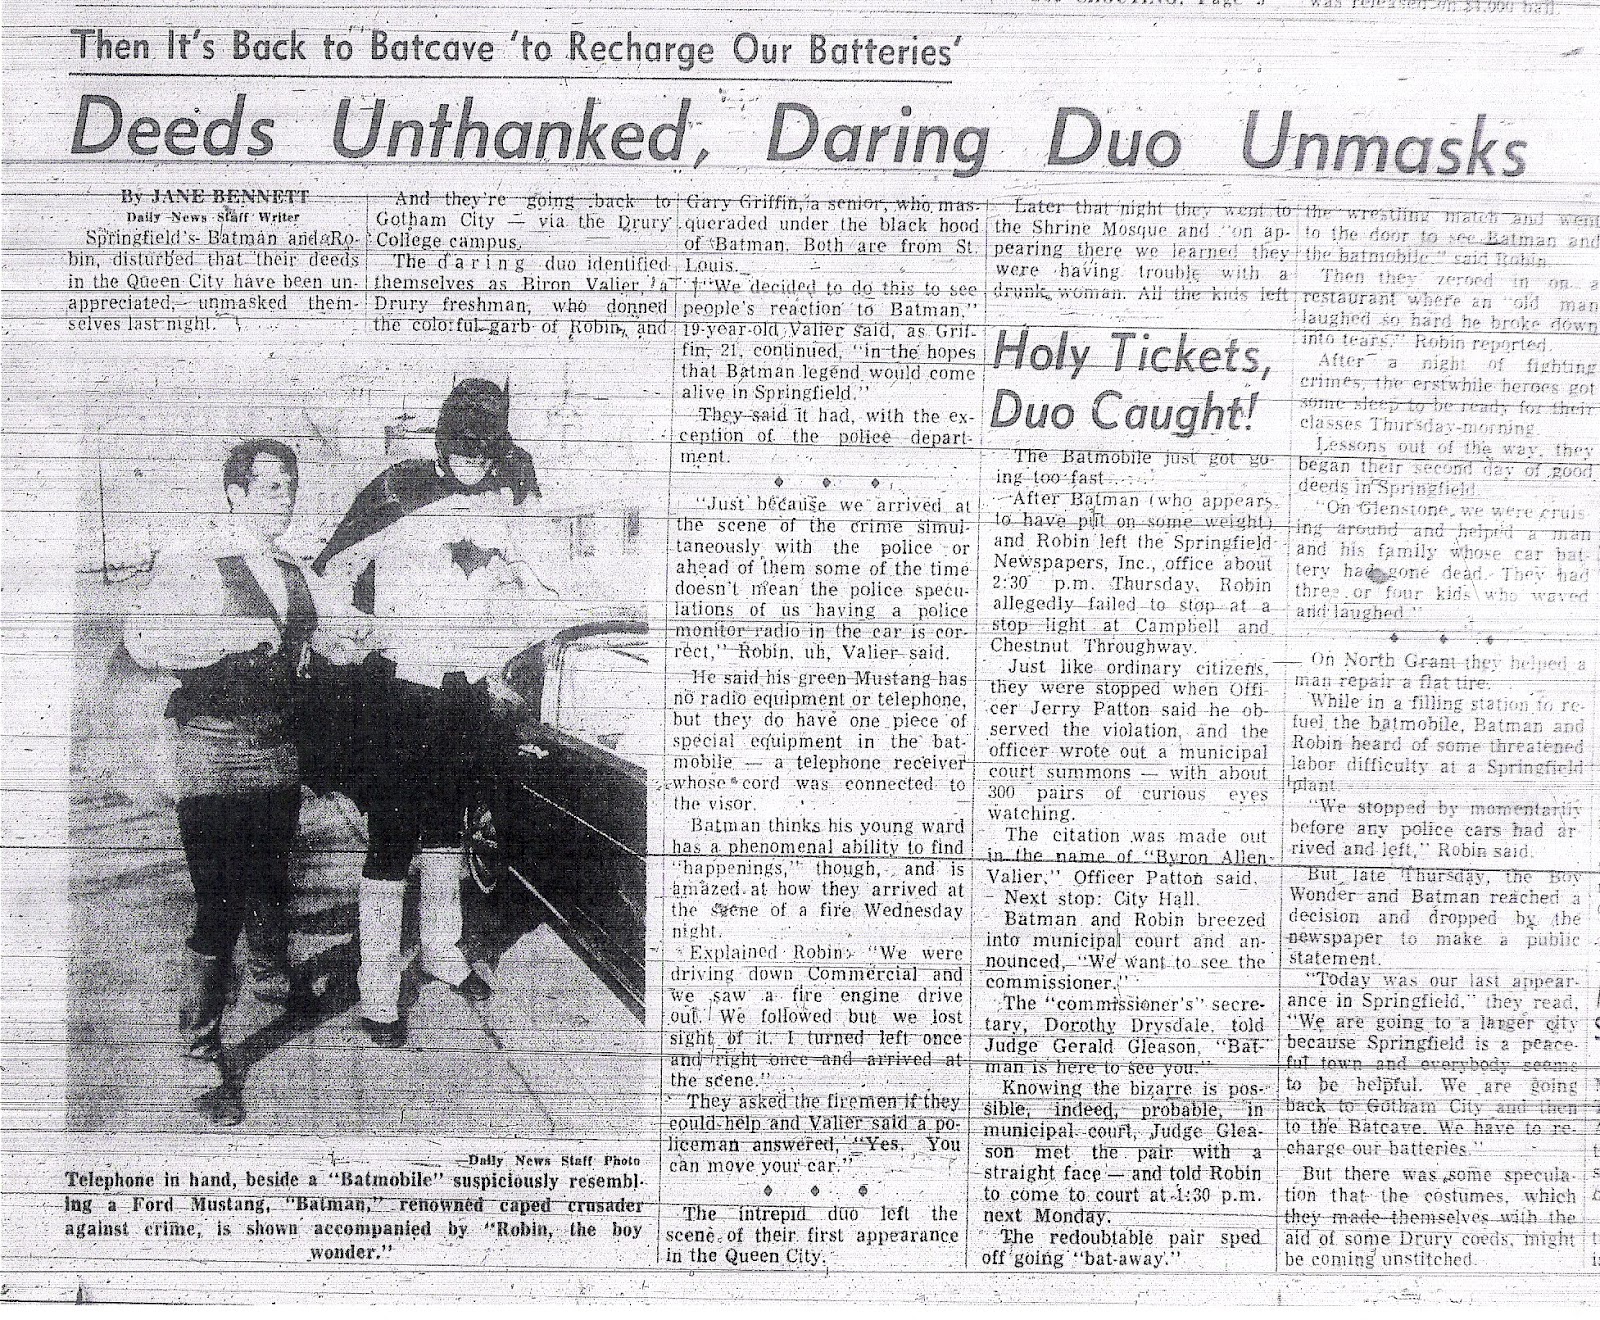 was released on $1,000 bail.
Then It's Back to Batcave 'to Recharge Our Batteries'
Deeds Unthanked, Daring Duo Unmasks
By JANE BENNETT
Daily News Staff Writer
Springfield's Batman and Ro-
bin, disturbed that their deeds
in the Queen City have been un-
appreciated, unmasked them-
selves last night.
And they're going back to
Gotham City — via the Drury
College campus.
The daring duo identified
themselves as Biron Valier, a
Drury freshman, who donned
the colorful garb of Robin, and
Gary Griffin, a senior, who mas-
queraded under the black hood
of Batman. Both are from St.
Louis.
"We decided to do this to see
people's reaction to Batman,"
19-year-old Valier said, as Grif-
fin, 21, continued, "in the hopes
that Batman legend would come
alive in Springfield."
They said it had, with the ex-
ception of the police depart-
ment.
"Just because we arrived at
the scene of the crime simul-
taneously with the police or
ahead of them some of the time
doesn't mean the police specu-
lations of us having a police
monitor radio in the car is cor-
rect," Robin, uh, Valier said.
He said his green Mustang has
no radio equipment or telephone,
but they do have one piece of
special equipment in the bat-
mobile — a telephone receiver
whose cord was connected to
the visor.
Batman thinks his young ward
has a phenomenal ability to find
"happenings," though, and is
amazed at how they arrived at
the scene of a fire Wednesday
night.
Explained Robin: "We were
driving down Commercial and
we saw a fire engine drive
out. We followed but we lost
sight of it. I turned left once
and right once and arrived at
the scene."
They asked the firemen if they
could help and Valier said a po-
liceman answered, "Yes. You
can move your car."
The intrepid duo left the
scene of their first appearance
in the Queen City.
Later that night they went to
the Shrine Mosque and "on ap-
pearing there we learned they
were having trouble with a
drunk woman. All the kids left
the wrestling match and went
to the door to see Batman and
the batmobile," said Robin.
Then they zeroed in on a
restaurant where an "old man
laughed so hard he broke down
into tears," Robin reported.
After a night of fighting
crimes, the erstwhile heroes got
some sleep to be ready for their
classes Thursday morning.
Lessons out of the way, they
began their second day of good
deeds in Springfield.
"On Glenstone, we were cruis-
ing around and helped a man
and his family whose car bat-
tery had gone dead. They had
three or four kids who waved
and laughed."
On North Grant they helped a
man repair a flat tire.
While in a filling station to re-
fuel the batmobile, Batman and
Robin heard of some threatened
labor difficulty at a Springfield
plant.
"We stopped by momentarily
before any police cars had ar-
rived and left," Robin said.
But late Thursday, the Boy
Wonder and Batman reached a
decision and dropped by the
newspaper to make a public
statement.
"Today was our last appear-
ance in Springfield," they read.
"We are going to a larger city
because Springfield is a peace-
ful town and everybody seems
to be helpful. We are going
back to Gotham City and then
to the Batcave. We have to re-
charge our batteries."
But there was some specula-
tion that the costumes, which
they made themselves with the
aid of some Drury coeds, might
be coming unstitched.
Holy Tickets,
Duo Caught!
The Batmobile just got go-
ing too fast . . .
After Batman (who appears
to have put on some weight)
and Robin left the Springfield
Newspapers, Inc., office about
2:30 p.m. Thursday, Robin
allegedly failed to stop at a
stop light at Campbell and
Chestnut Throughway.
Just like ordinary citizens,
they were stopped when Offi-
cer Jerry Patton said he ob-
served the violation, and the
officer wrote out a municipal
court summons — with about
300 pairs of curious eyes
watching.
The citation was made out
in the name of "Byron Allen
Valier," Officer Patton said.
Next stop: City Hall.
Batman and Robin breezed
into municipal court and an-
nounced, "We want to see the
commissioner."
The "commissioner's" secre-
tary, Dorothy Drysdale, told
Judge Gerald Gleason, "Bat-
man is here to see you."
Knowing the bizarre is pos-
sible, indeed, probable, in
municipal court, Judge Glea-
son met the pair with a
straight face — and told Robin
to come to court at 1:30 p.m.
next Monday.
The redoubtable pair sped
off going "bat-away."
—Daily News Staff Photo
Telephone in hand, beside a "Batmobile" suspiciously resembl-
ing a Ford Mustang, "Batman," renowned caped crusader
against crime, is shown accompanied by "Robin, the boy
wonder."